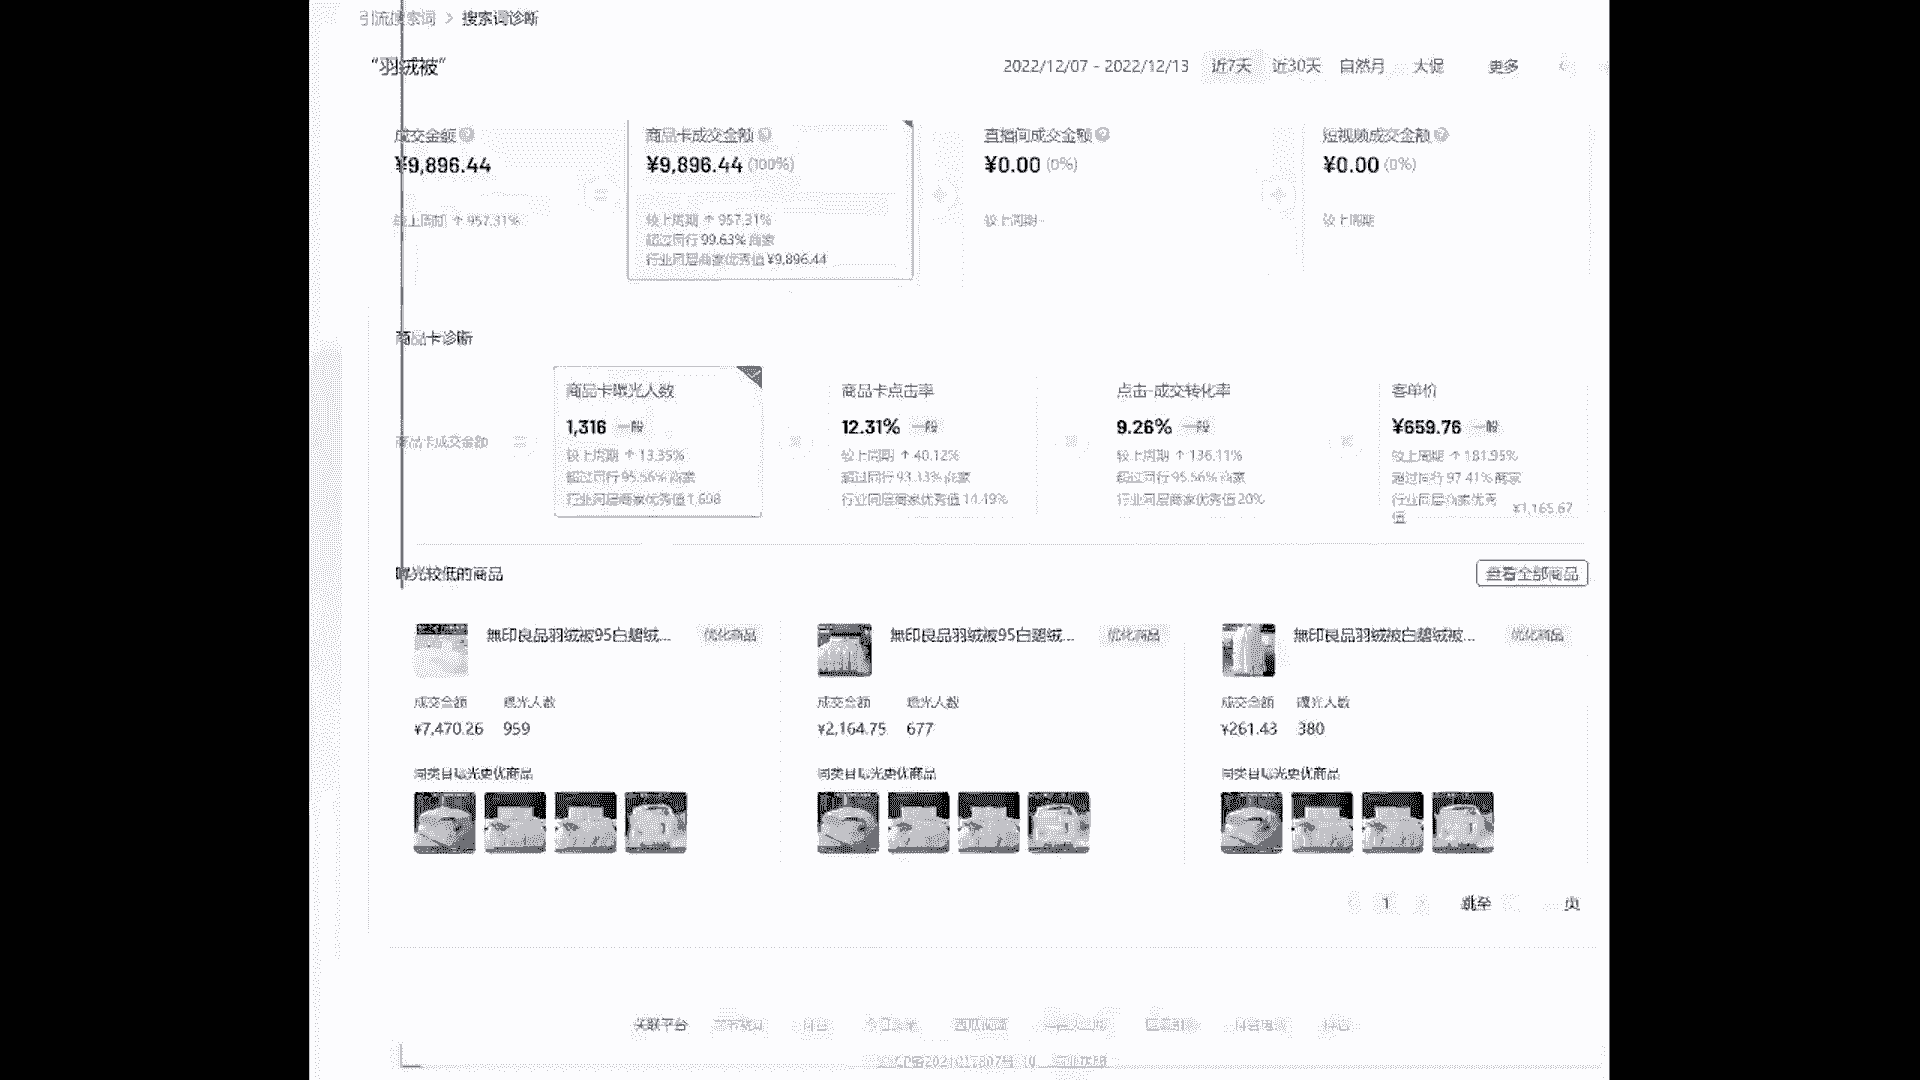 引流搜索词 > 搜索词诊断
“羽绒被”
2022/12/07 - 2022/12/13 近7天 近30天 自然月 大促 更多
成交金额
¥9,896.44
较上周期 ↑ 957.31%
商品卡成交金额
¥9,896.44 (100%)
较上周期 ↑ 957.31%
超过同行 99.63% 商家
行业同层商家优秀值 ¥9,896.44
直播间成交金额
¥0.00 (0%)
较上周期-
短视频成交金额
¥0.00 (0%)
较上周期
商品卡诊断
商品卡成交金额
商品卡曝光人数
1,316 一般
较上周期 ↑ 13.35%
超过同行 95.56% 商家
行业同层商家优秀值 1,698
商品卡点击率
12.31% 一般
较上周期 ↑ 40.12%
超过同行 93.33% 商家
行业同层商家优秀值 14.49%
点击-成交转化率
9.26% 一般
较上周期 ↑ 136.11%
超过同行 95.56% 商家
行业同层商家优秀值 20%
客单价
¥659.76 一般
较上周期 ↑ 181.95%
超过同行 97.41% 商家
行业同层商家优秀值 ¥1,165.67
曝光较低的商品
查看全部商品
無印良品羽绒被95白鹅绒... 优化商品
成交金额 曝光人数
¥7,470.26 959
同类目曝光更优商品
無印良品羽绒被95白鹅绒... 优化商品
成交金额 曝光人数
¥2,164.75 677
同类目曝光更优商品
無印良品羽绒被白鹅绒被... 优化商品
成交金额 曝光人数
¥261.43 380
同类目曝光更优商品
1 跳至 页
关联平台